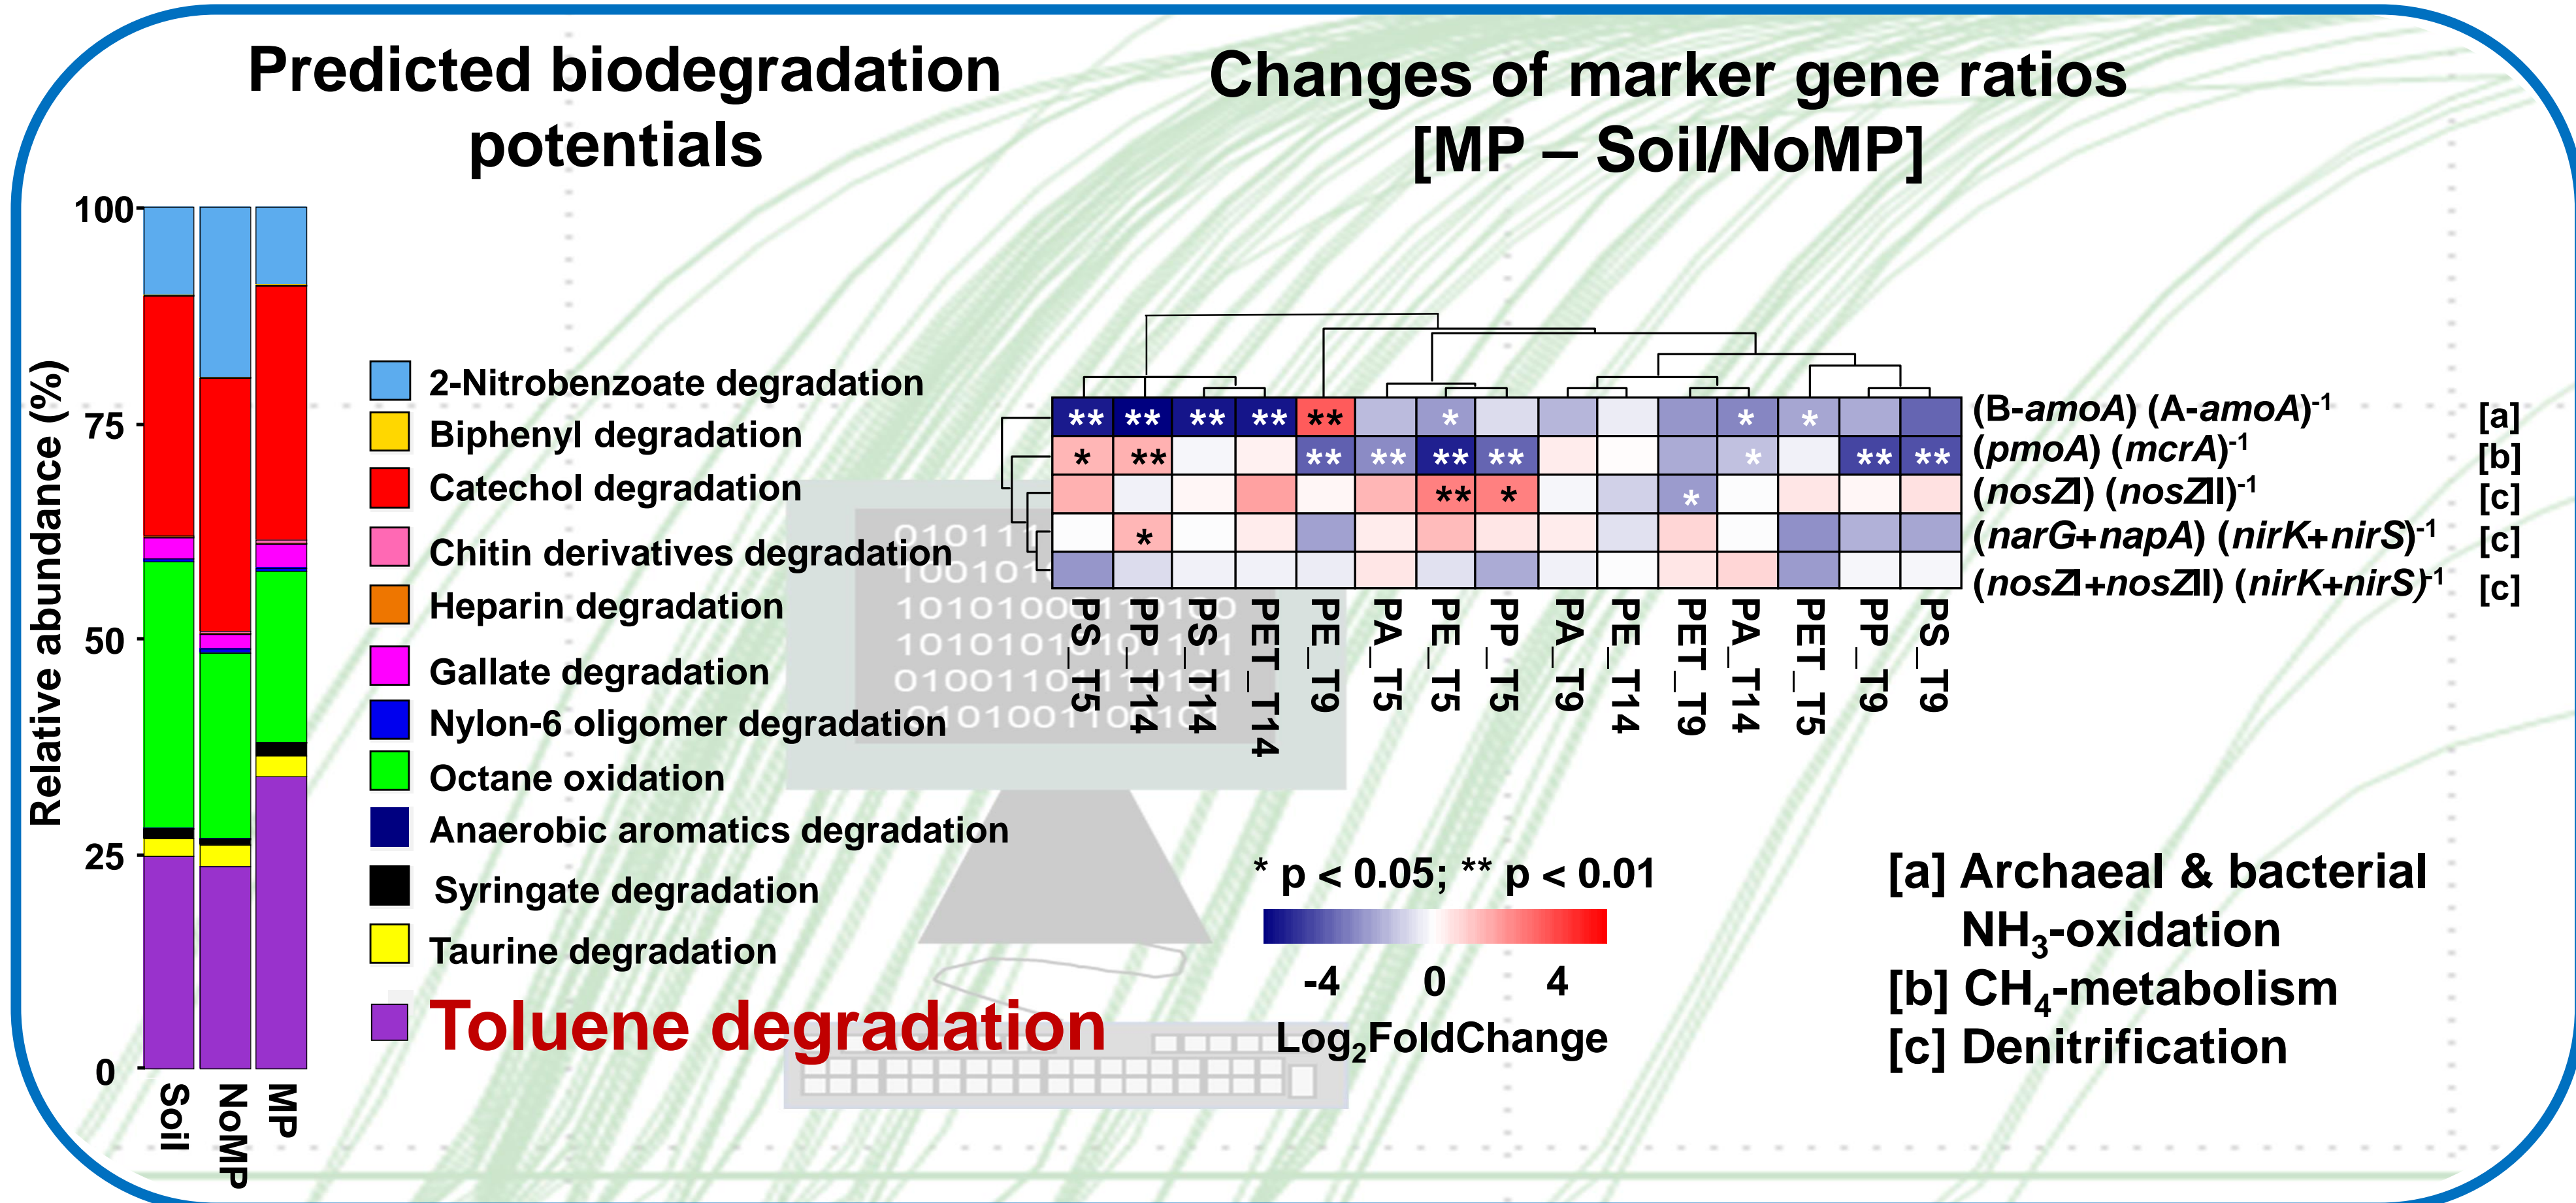 Predicted biodegradation
potentials
Relative abundance (%)
100
75
50
25
0
Soil
NoMP
MP
2-Nitrobenzoate degradation
Biphenyl degradation
Catechol degradation
Chitin derivatives degradation
Heparin degradation
Gallate degradation
Nylon-6 oligomer degradation
Octane oxidation
Anaerobic aromatics degradation
Syringate degradation
Taurine degradation
Toluene degradation
Changes of marker gene ratios
[MP – Soil/NoMP]
** ** ** ** ** * * *
* ** ** ** ** ** * ** **
** * *
*
(B-amoA) (A-amoA)⁻¹ [a]
(pmoA) (mcrA)⁻¹ [b]
(nosZI) (nosZII)⁻¹ [c]
(narG+napA) (nirK+nirS)⁻¹ [c]
(nosZI+nosZII) (nirK+nirS)⁻¹ [c]
PS_T5
PP_T14
PS_T14
PET_T14
PE_T9
PA_T5
PE_T5
PP_T5
PA_T9
PE_T14
PET_T9
PA_T14
PET_T5
PP_T9
PS_T9
* p < 0.05; ** p < 0.01
-4 0 4
Log₂FoldChange
[a] Archaeal & bacterial
NH₃-oxidation
[b] CH₄-metabolism
[c] Denitrification